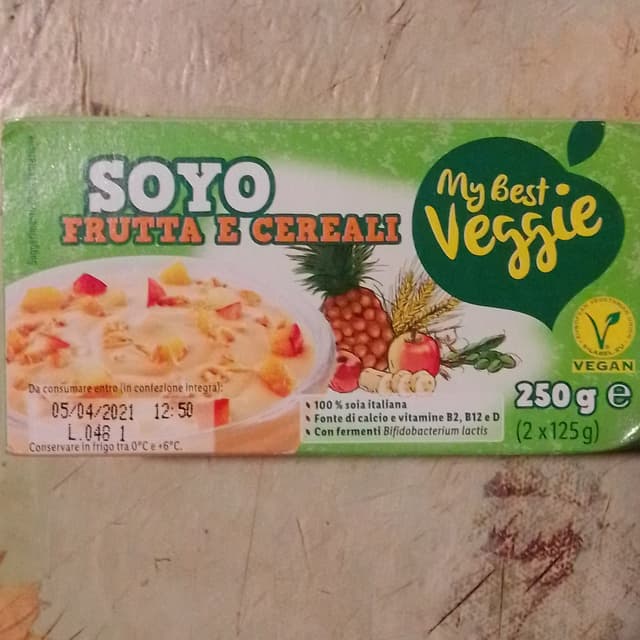 SOYO
FRUTTA E CEREALI
My Best
Veggie
VEGAN
250g e
(2 x 125g)
Da consumare entro (in confezione integra):
05/04/2021 12:50
L.048 1
Conservare in frigo tra 0°C e +6°C.
• 100% soia italiana
• Fonte di calcio e vitamine B2, B12 e D
• Con fermenti Bifidobacterium lactis